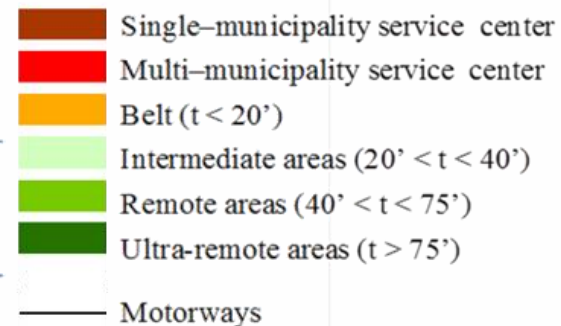 Single–municipality service center
Multi–municipality service center
Belt (t < 20’)
Intermediate areas (20’ < t < 40’)
Remote areas (40’ < t < 75’)
Ultra-remote areas (t > 75’)
Motorways